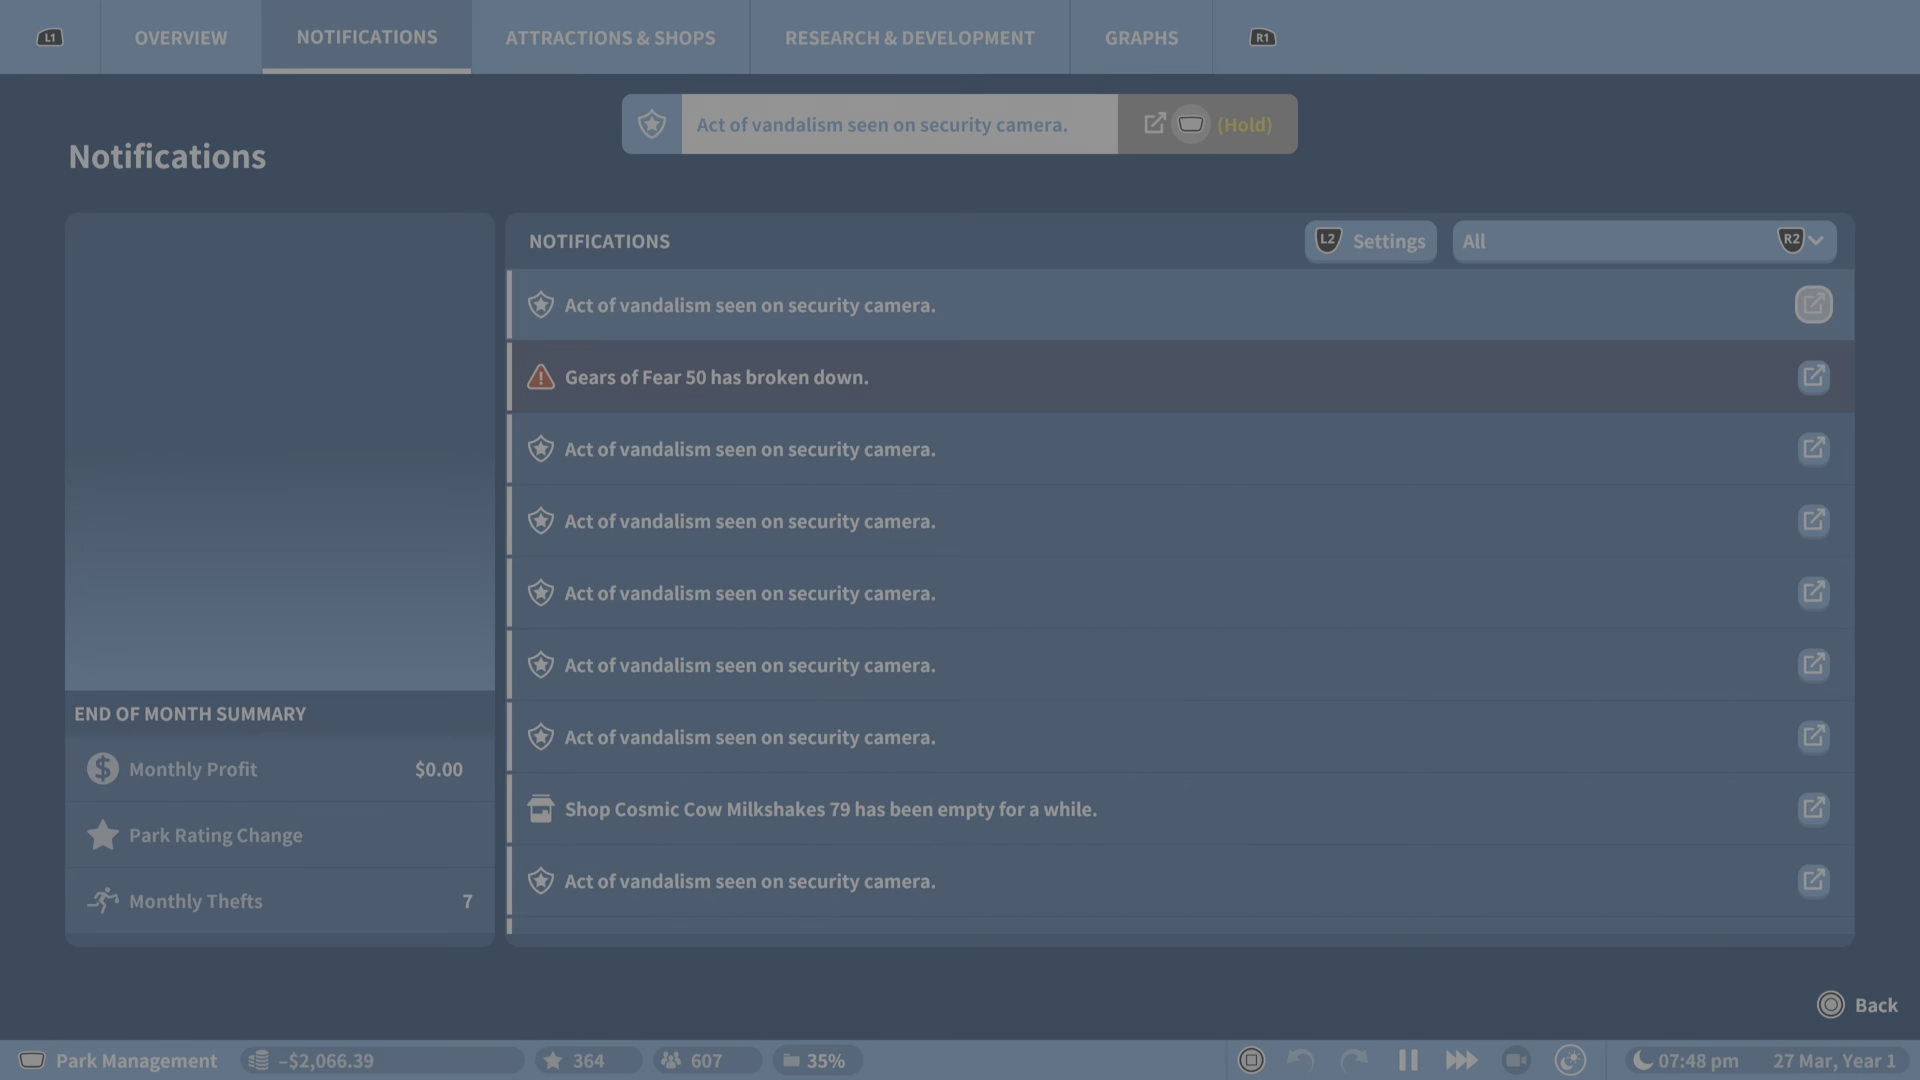 L1
OVERVIEW
NOTIFICATIONS
ATTRACTIONS & SHOPS
RESEARCH & DEVELOPMENT
GRAPHS
R1
Act of vandalism seen on security camera.
(Hold)
Notifications
NOTIFICATIONS
L2 Settings
All
R2
Act of vandalism seen on security camera.
Gears of Fear 50 has broken down.
Act of vandalism seen on security camera.
Act of vandalism seen on security camera.
Act of vandalism seen on security camera.
Act of vandalism seen on security camera.
Act of vandalism seen on security camera.
Shop Cosmic Cow Milkshakes 79 has been empty for a while.
Act of vandalism seen on security camera.
END OF MONTH SUMMARY
Monthly Profit $0.00
Park Rating Change
Monthly Thefts 7
Back
Park Management
-$2,066.39
364
607
35%
07:48 pm
27 Mar, Year 1